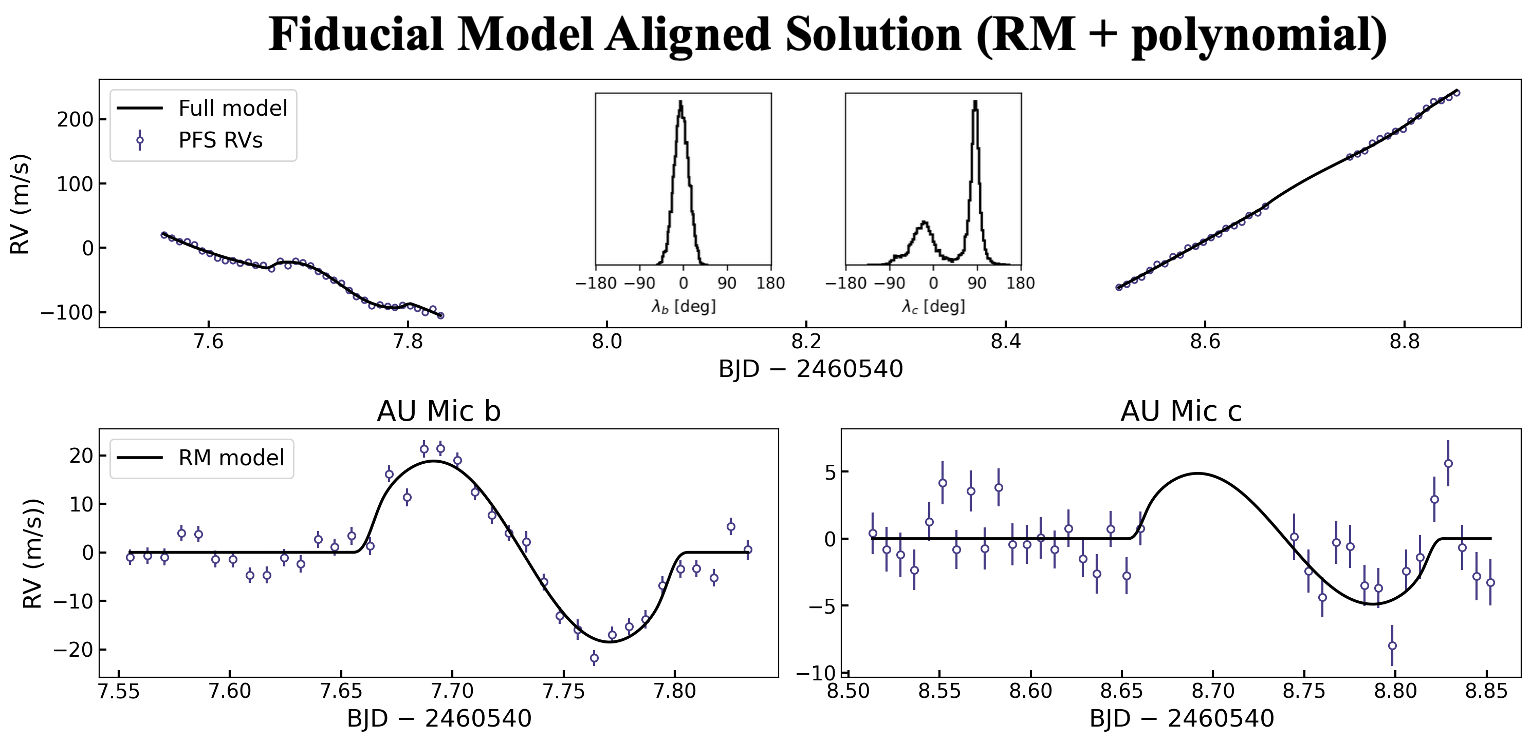 Fiducial Model Aligned Solution (RM + polynomial)
Full model
PFS RVs
RV (m/s)
200
100
0
−100
−180 −90 0 90 180
λb [deg]
−180 −90 0 90 180
λc [deg]
7.6 7.8 8.0 8.2 8.4 8.6 8.8
BJD − 2460540
AU Mic b
RM model
RV (m/s))
20
10
0
−10
−20
7.55 7.60 7.65 7.70 7.75 7.80
BJD − 2460540
AU Mic c
5
0
−5
−10
8.50 8.55 8.60 8.65 8.70 8.75 8.80 8.85
BJD − 2460540